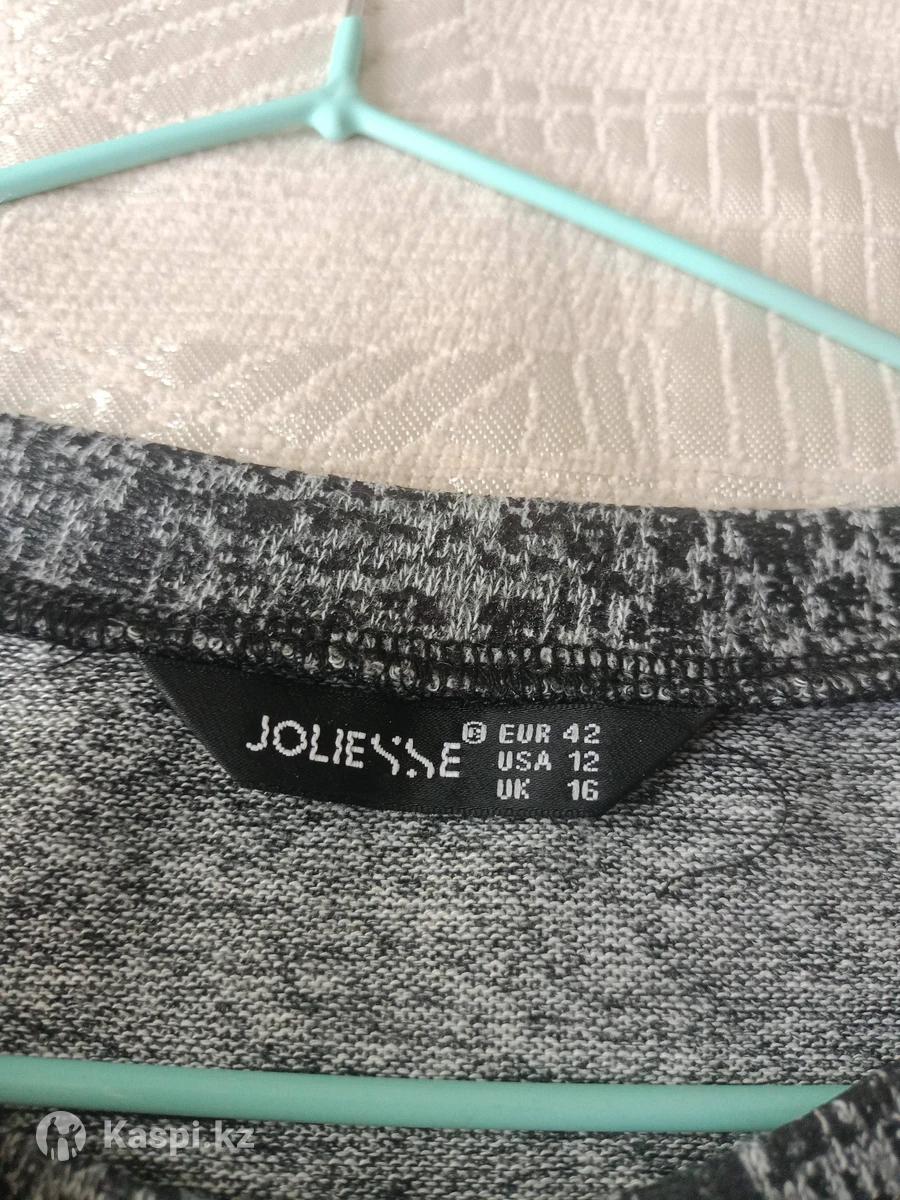 JOLIESSE® EUR 42
USA 12
UK 16
Kaspi.kz